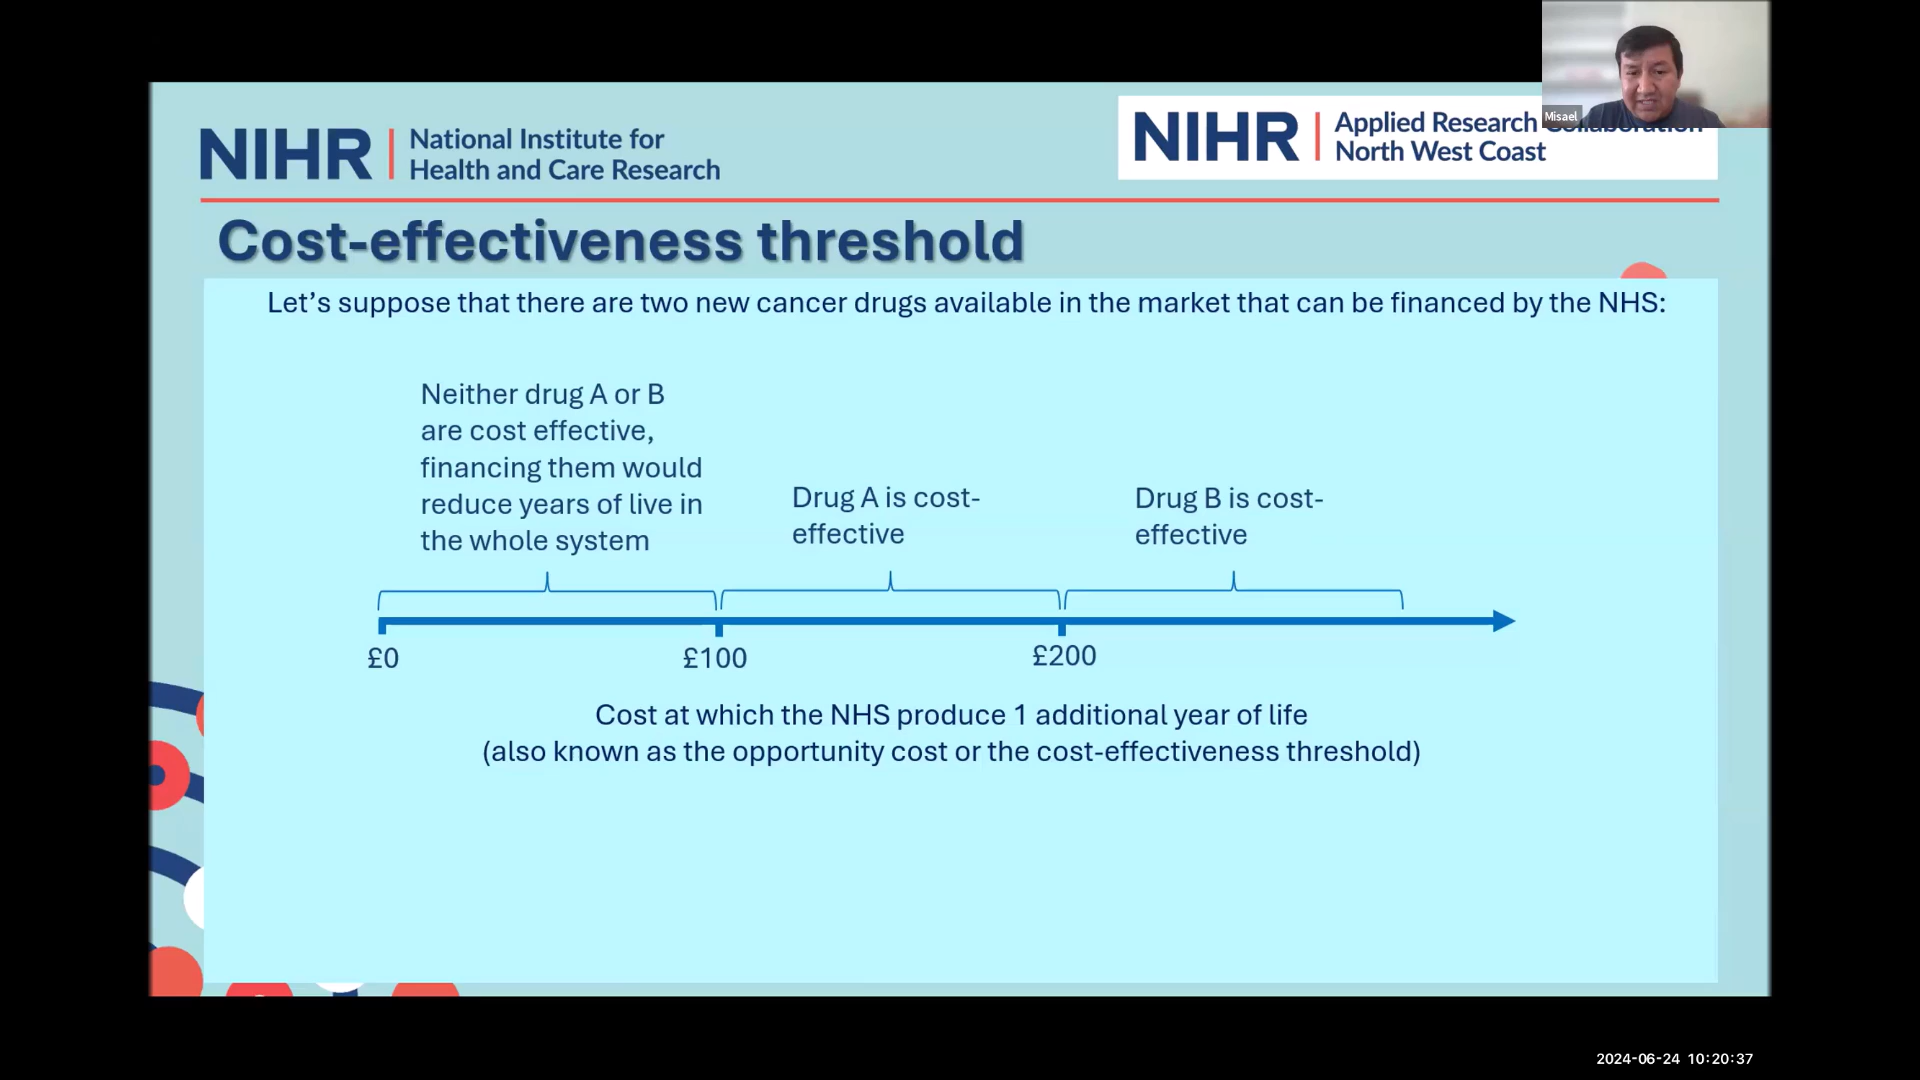 Misael
NIHR | National Institute for
Health and Care Research
NIHR | Applied Research
North West Coast
Cost-effectiveness threshold
Let's suppose that there are two new cancer drugs available in the market that can be financed by the NHS:
Neither drug A or B
are cost effective,
financing them would
reduce years of live in
the whole system
Drug A is cost-
effective
Drug B is cost-
effective
£0
£100
£200
Cost at which the NHS produce 1 additional year of life
(also known as the opportunity cost or the cost-effectiveness threshold)
2024-06-24 10:20:37